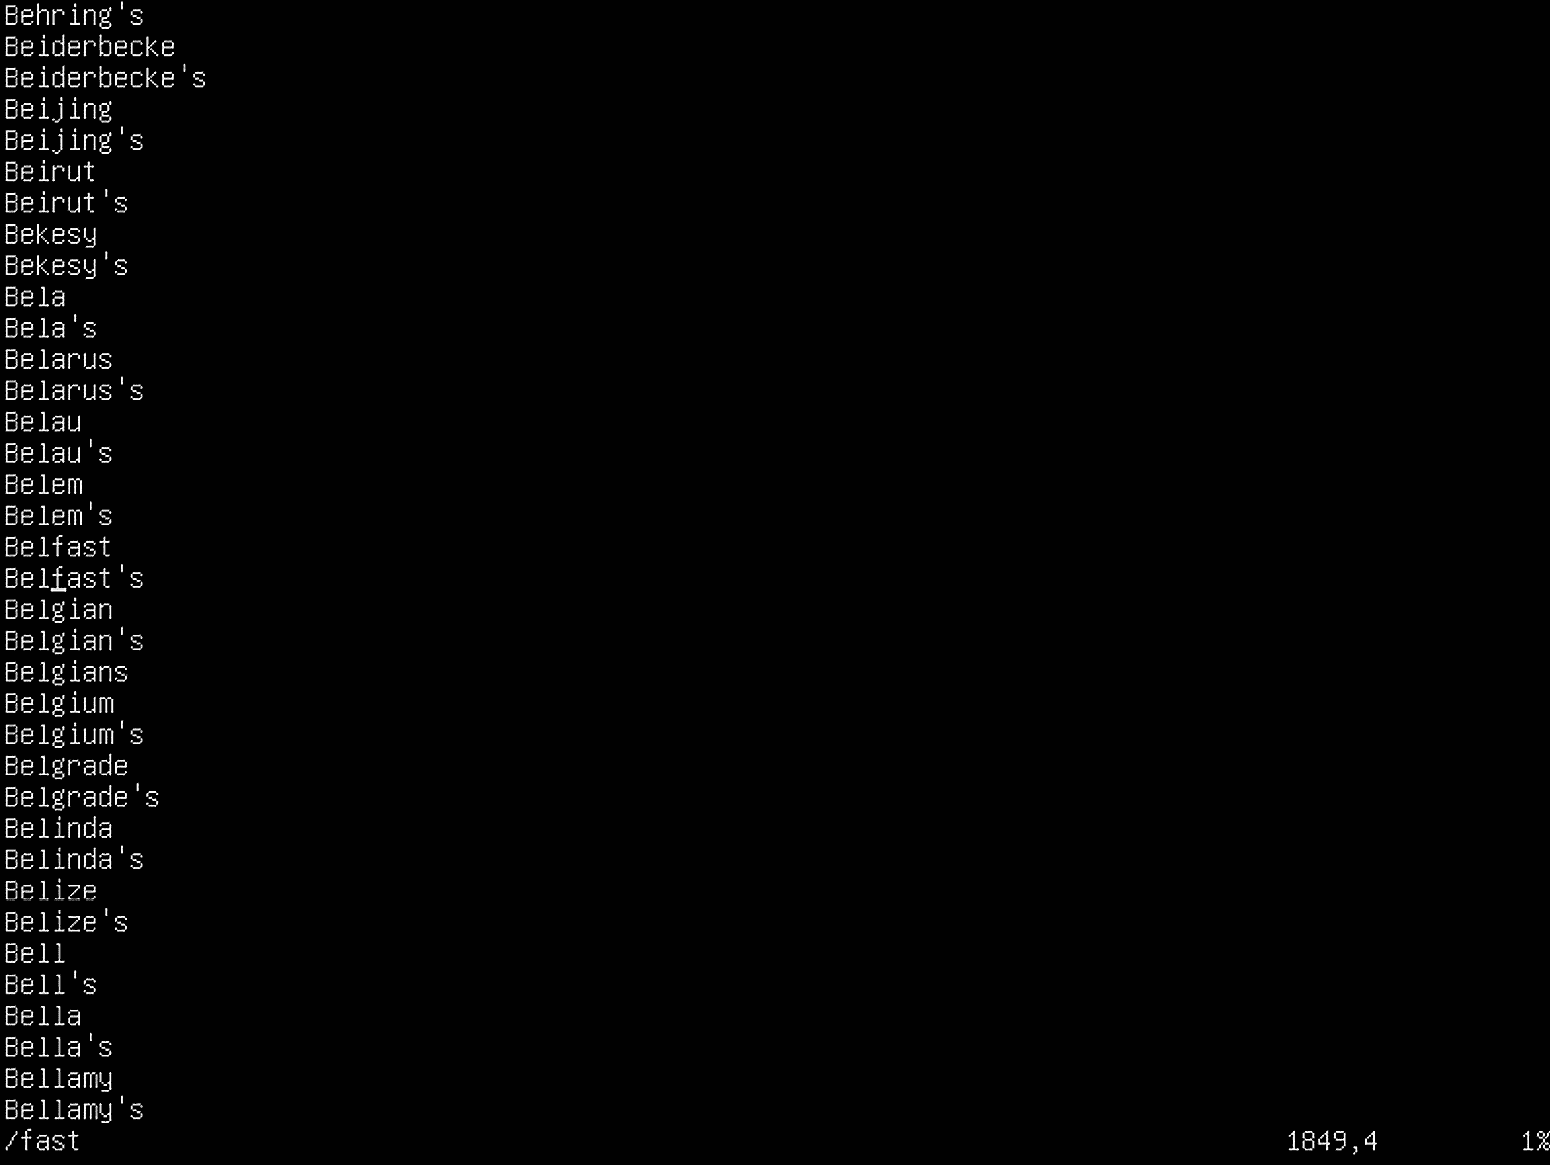 Behring's
Beiderbecke
Beiderbecke's
Beijing
Beijing's
Beirut
Beirut's
Bekesy
Bekesy's
Bela
Bela's
Belarus
Belarus's
Belau
Belau's
Belem
Belem's
Belfast
Belfast's
Belgian
Belgian's
Belgians
Belgium
Belgium's
Belgrade
Belgrade's
Belinda
Belinda's
Belize
Belize's
Bell
Bell's
Bella
Bella's
Bellamy
Bellamy's
/fast 1849,4 1%